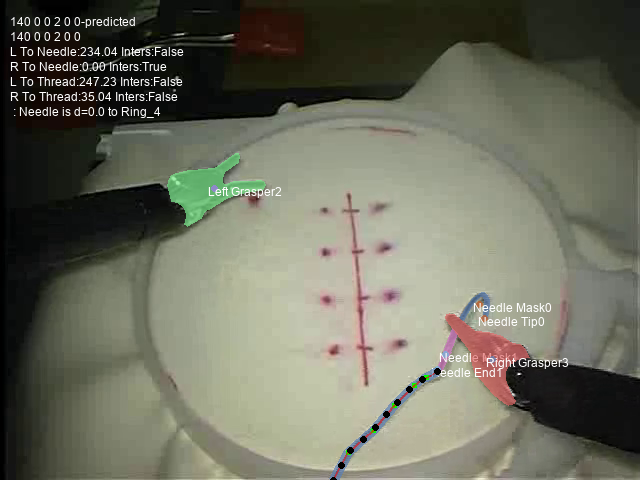 140 0 0 2 0 0-predicted
140 0 0 2 0 0
L To Needle:234.04 Inters:False
R To Needle:0.00 Inters:True
L To Thread:247.23 Inters:False
R To Thread:35.04 Inters:False
: Needle is d=0.0 to Ring_4
Left Grasper2
Needle Mask0
Needle Tip0
Needle Mask1
Right Grasper3
Needle End1